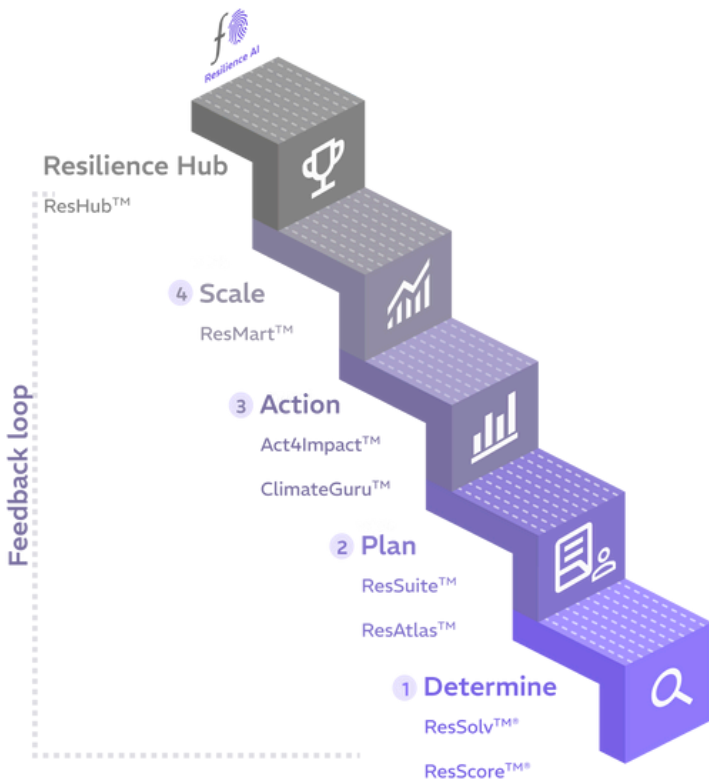 Resilience AI
Resilience Hub
ResHub™
4 Scale
ResMart™
3 Action
Act4Impact™
ClimateGuru™
Feedback loop
2 Plan
ResSuite™
ResAtlas™
1 Determine
ResSolv™®
ResScore™®